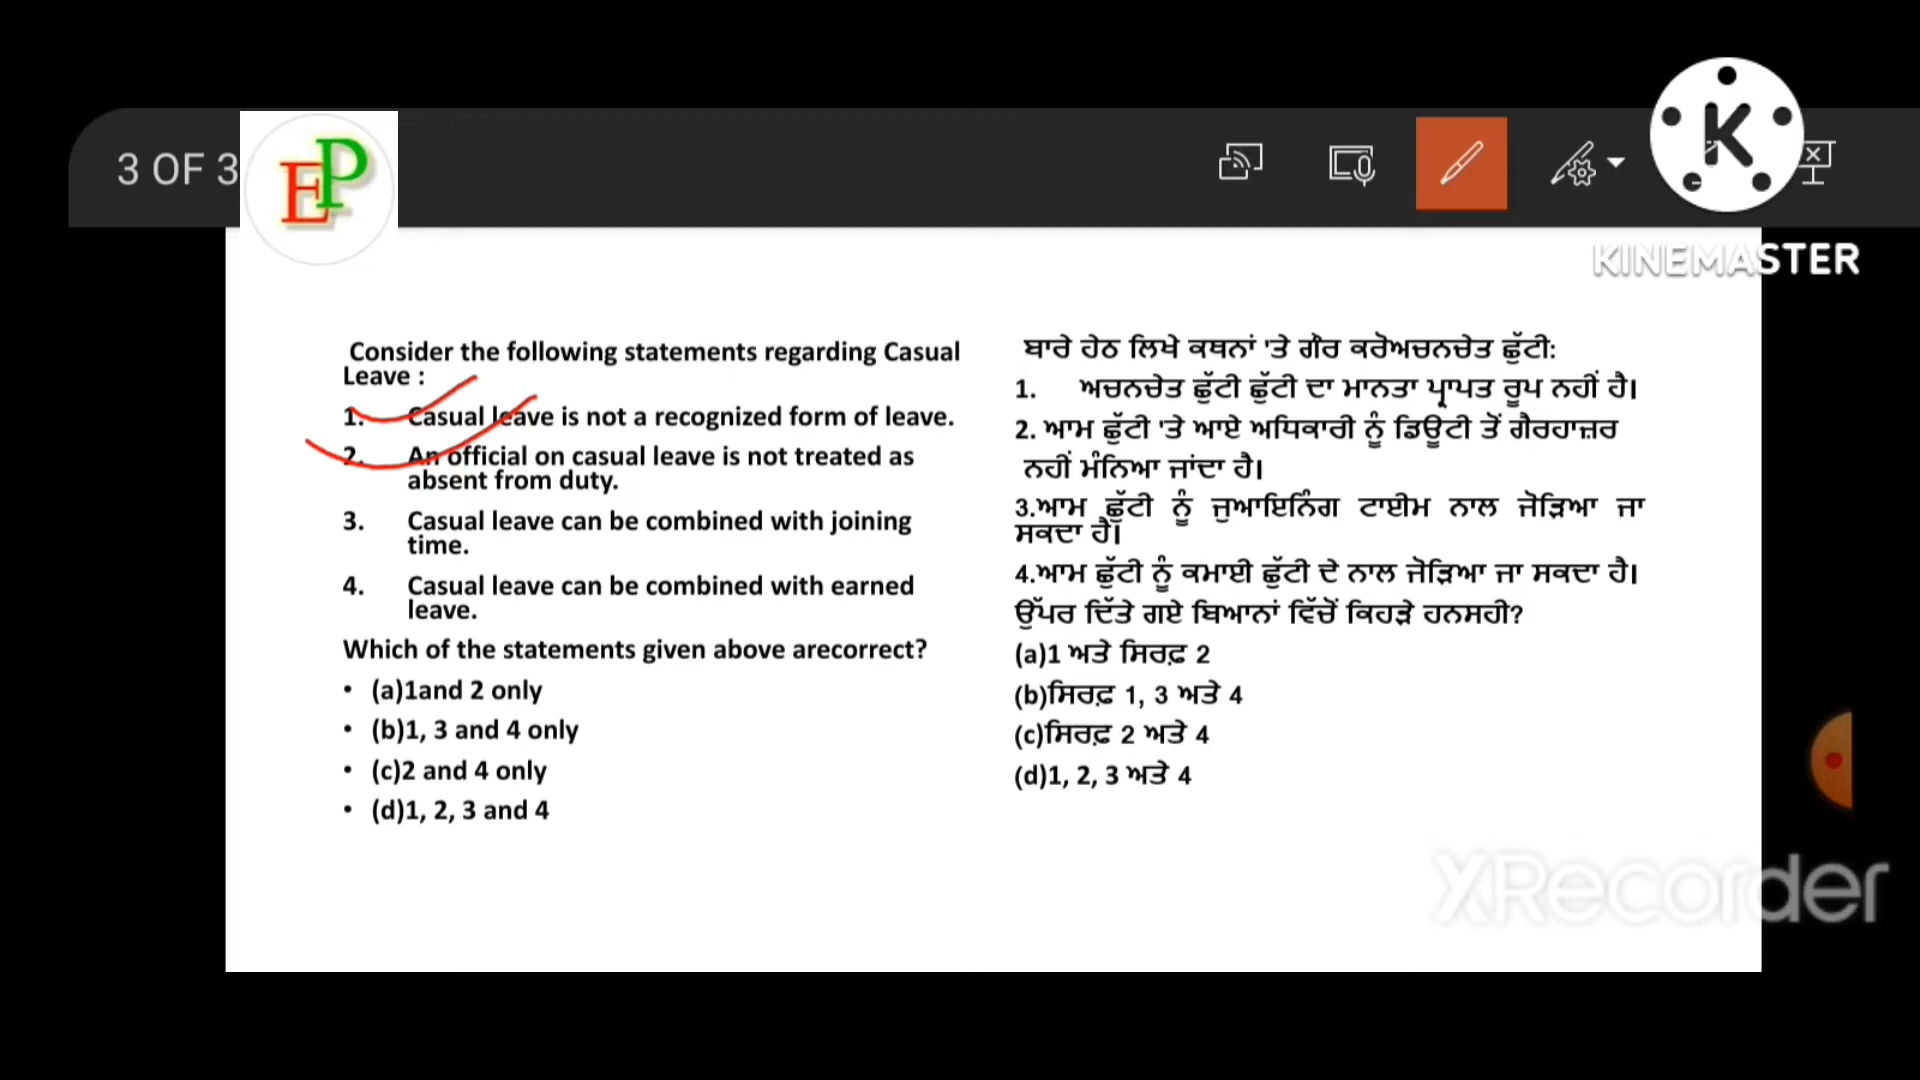 3 OF 3
EP
K
KINEMASTER
Consider the following statements regarding Casual
Leave :
1. Casual leave is not a recognized form of leave.
2. An official on casual leave is not treated as
absent from duty.
3. Casual leave can be combined with joining
time.
4. Casual leave can be combined with earned
leave.
Which of the statements given above arecorrect?
• (a)1and 2 only
• (b)1, 3 and 4 only
• (c)2 and 4 only
• (d)1, 2, 3 and 4
ਬਾਰੇ ਹੇਠ ਲਿਖੇ ਕਥਨਾਂ 'ਤੇ ਗੌਰ ਕਰੋਅਚਨਚੇਤ ਛੁੱਟੀ:
1. ਅਚਨਚੇਤ ਛੁੱਟੀ ਛੁੱਟੀ ਦਾ ਮਾਨਤਾ ਪ੍ਰਾਪਤ ਰੂਪ ਨਹੀਂ ਹੈ।
2. ਆਮ ਛੁੱਟੀ 'ਤੇ ਆਏ ਅਧਿਕਾਰੀ ਨੂੰ ਡਿਊਟੀ ਤੋਂ ਗੈਰਹਾਜ਼ਰ
ਨਹੀਂ ਮੰਨਿਆ ਜਾਂਦਾ ਹੈ।
3.ਆਮ ਛੁੱਟੀ ਨੂੰ ਜੁਆਇਨਿੰਗ ਟਾਈਮ ਨਾਲ ਜੋੜਿਆ ਜਾ
ਸਕਦਾ ਹੈ।
4.ਆਮ ਛੁੱਟੀ ਨੂੰ ਕਮਾਈ ਛੁੱਟੀ ਦੇ ਨਾਲ ਜੋੜਿਆ ਜਾ ਸਕਦਾ ਹੈ।
ਉੱਪਰ ਦਿੱਤੇ ਗਏ ਬਿਆਨਾਂ ਵਿੱਚੋਂ ਕਿਹੜੇ ਹਨਸਹੀ?
(a)1 ਅਤੇ ਸਿਰਫ਼ 2
(b)ਸਿਰਫ਼ 1, 3 ਅਤੇ 4
(c)ਸਿਰਫ਼ 2 ਅਤੇ 4
(d)1, 2, 3 ਅਤੇ 4
XRecorder